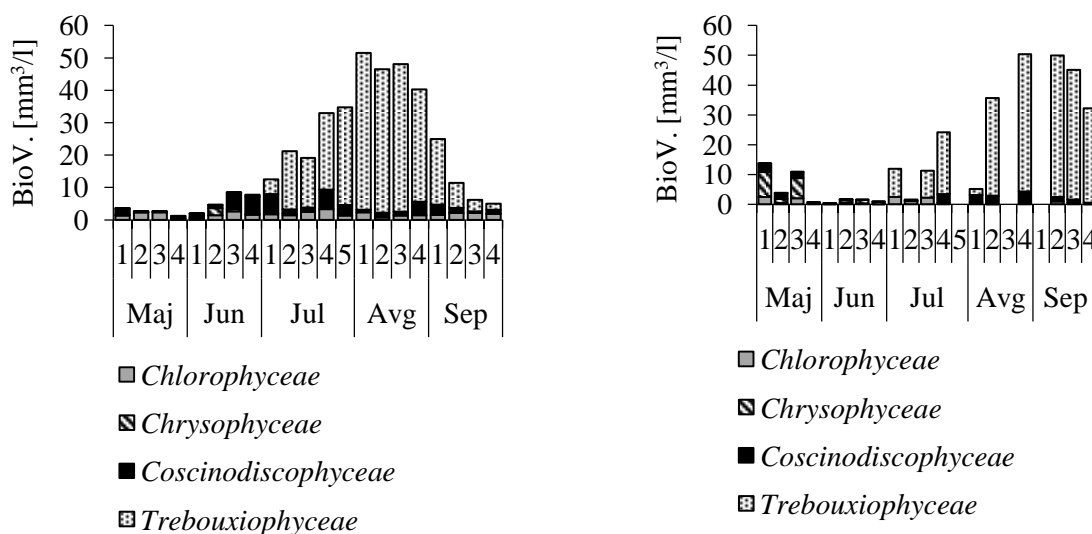 BioV. [mm³/l]
60
50
40
30
20
10
0
1 2 3 4 1 2 3 4 1 2 3 4 5 1 2 3 4 1 2 3 4
Maj Jun Jul Avg Sep
Chlorophyceae
Chrysophyceae
Coscinodiscophyceae
Trebouxiophyceae
BioV. [mm³/l]
60
50
40
30
20
10
0
1 2 3 4 1 2 3 4 1 2 3 4 5 1 2 3 4 1 2 3 4
Maj Jun Jul Avg Sep
Chlorophyceae
Chrysophyceae
Coscinodiscophyceae
Trebouxiophyceae